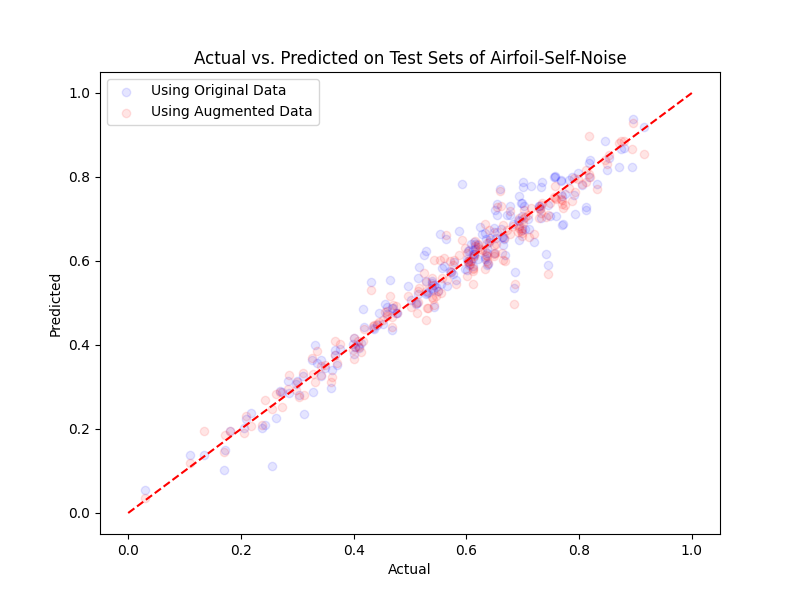 Actual vs. Predicted on Test Sets of Airfoil-Self-Noise
Using Original Data
Using Augmented Data
Predicted
1.0
0.8
0.6
0.4
0.2
0.0
0.0 0.2 0.4 0.6 0.8 1.0
Actual